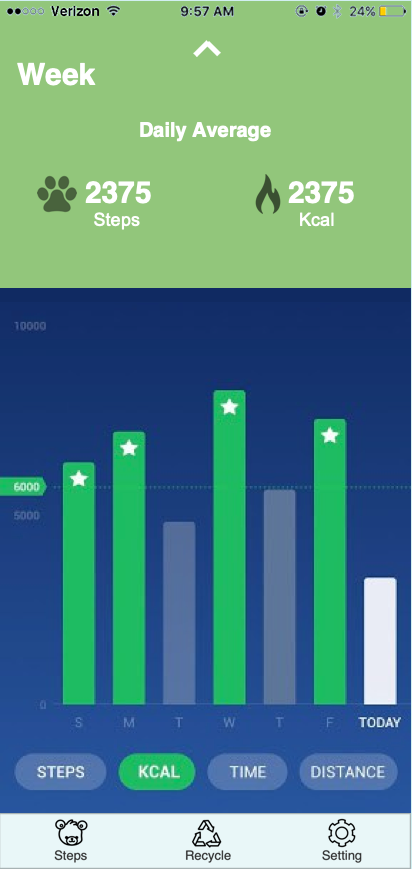 Verizon 9:57 AM 24%
Week
Daily Average
2375 2375
Steps Kcal
10000
6000
5000
0
S M T W T F TODAY
STEPS KCAL TIME DISTANCE
Steps Recycle Setting